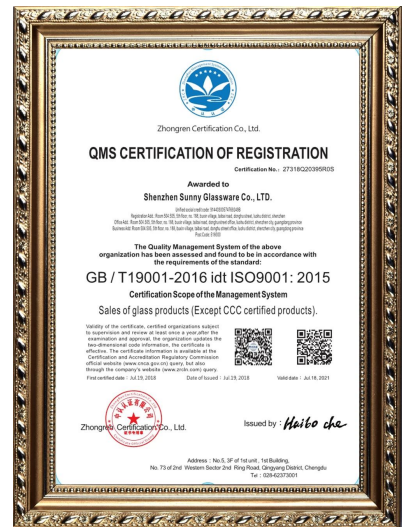 Zhongren Certification Co., Ltd.
QMS CERTIFICATION OF REGISTRATION
Certification No.: 27318Q20395R0S
Awarded to
Shenzhen Sunny Glassware Co., LTD.
The Quality Management System of the above
organization has been assessed and found to be in accordance with
the requirements of the standard:
GB / T19001-2016 idt ISO9001: 2015
Certification Scope of the Management System
Sales of glass products (Except CCC certified products).
Validity of the certificate, certified organizations subject
to supervision and review at least once a year,after the
examination and approval, the organization updates the
two-dimensional code information, the certificate is
effective. The certificate information is available at the
Certification and Accreditation Regulatory Commission
official website (www.cnca.gov.cn) query, but also
through the company's website (www.zrcln.com) query.
First certified date : Jul.19, 2018
Date of Issued : Jul.19, 2018
Valid date : Jul.18, 2021
Zhongren Certification Co., Ltd.
Issued by : Haibo che
Address : No.5, 3F of 1st unit , 1st Building,
No. 73 of 2nd Western Sector 2nd Ring Road, Qingyang District, Chengdu
Tel : 028-62373001